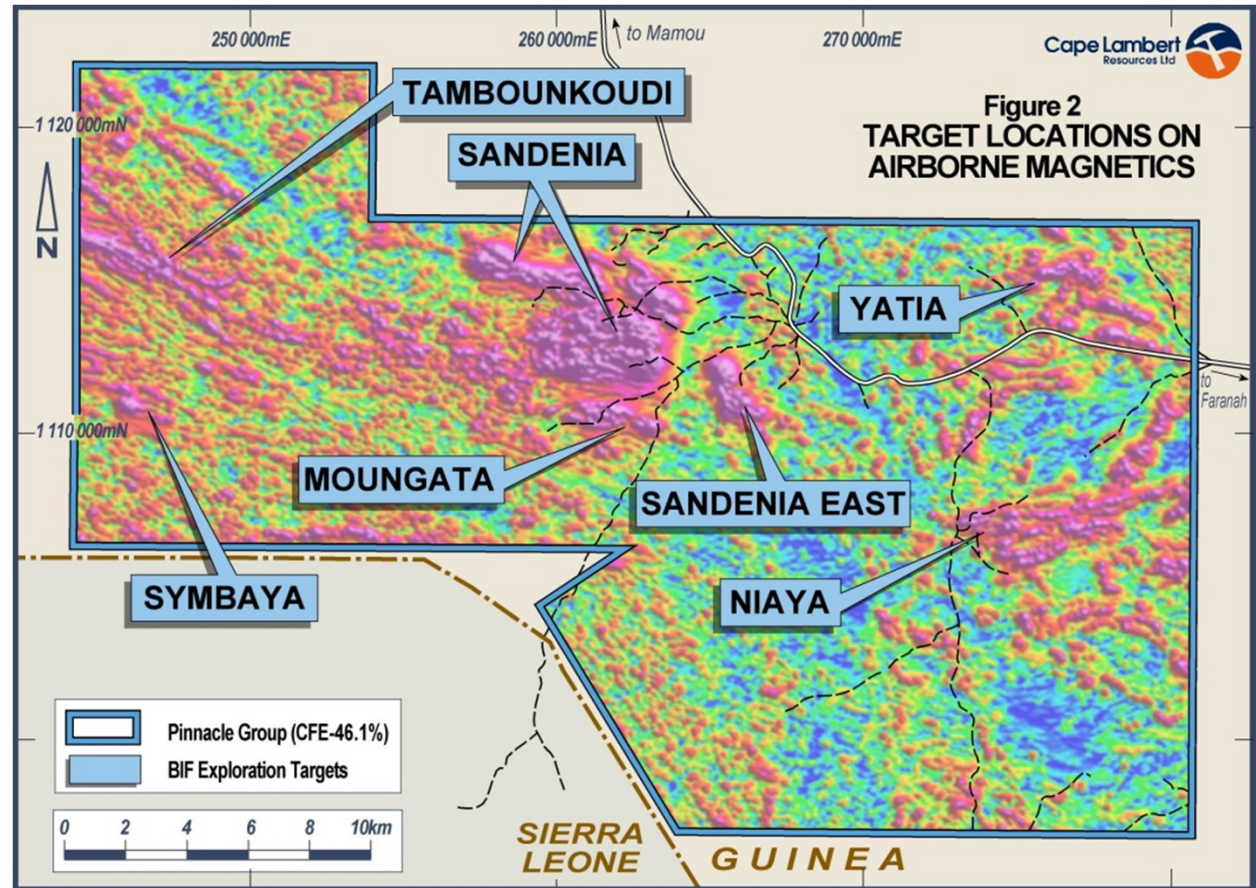 250 000mE
260 000mE
270 000mE
to Mamou
Cape Lambert
Resources Ltd
Figure 2
TARGET LOCATIONS ON
AIRBORNE MAGNETICS
1 120 000mN
TAMBOUNKOUDI
SANDENIA
N
YATIA
to
Faranah
1 110 000mN
MOUNGATA
SANDENIA EAST
SYMBAYA
NIAYA
Pinnacle Group (CFE-46.1%)
BIF Exploration Targets
0 2 4 6 8 10km
SIERRA
LEONE
GUINEA